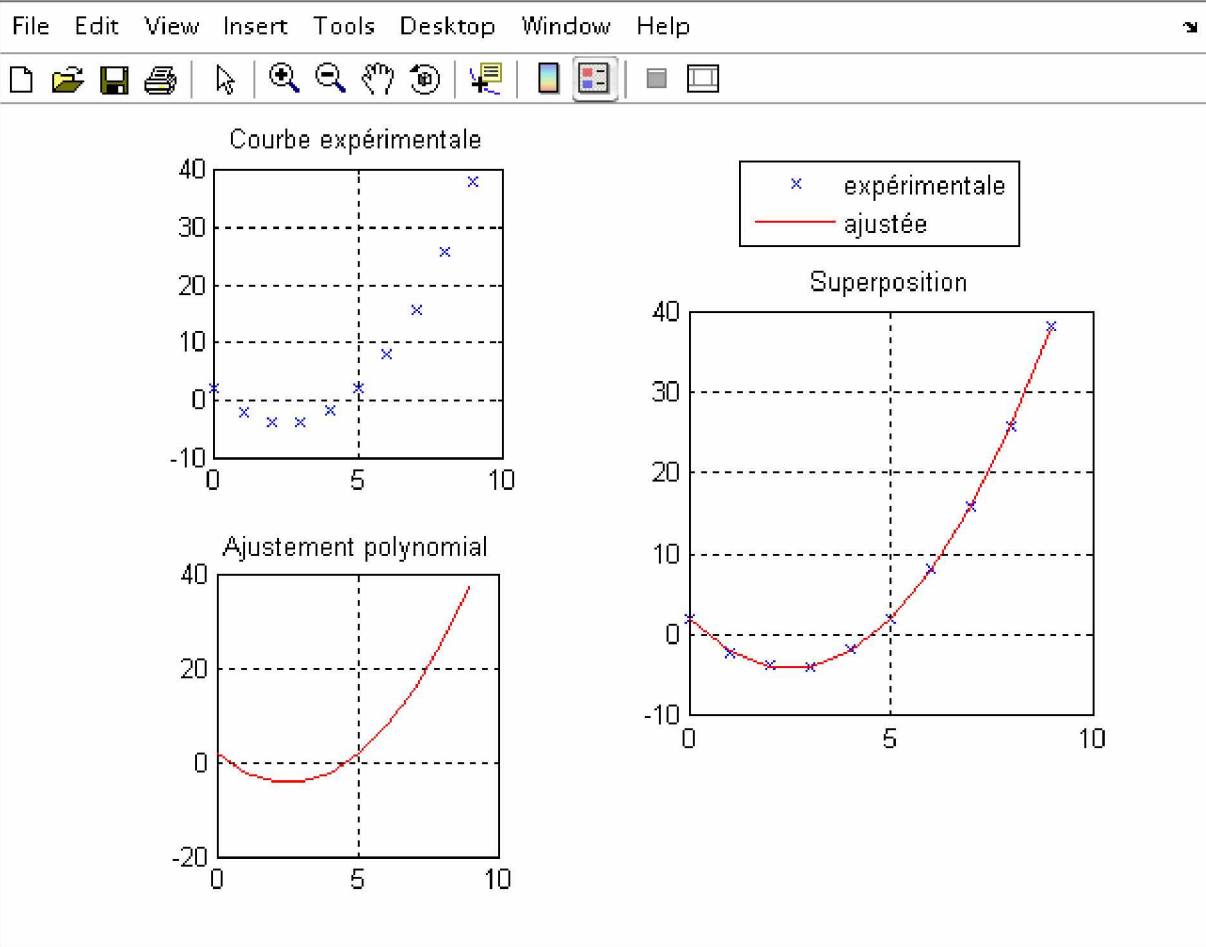 File Edit View Insert Tools Desktop Window Help
Courbe expérimentale
40
30
20
10
0
-10
0 5 10
Ajustement polynomial
40
20
0
-20
0 5 10
expérimentale
ajustée
Superposition
40
30
20
10
0
-10
0 5 10